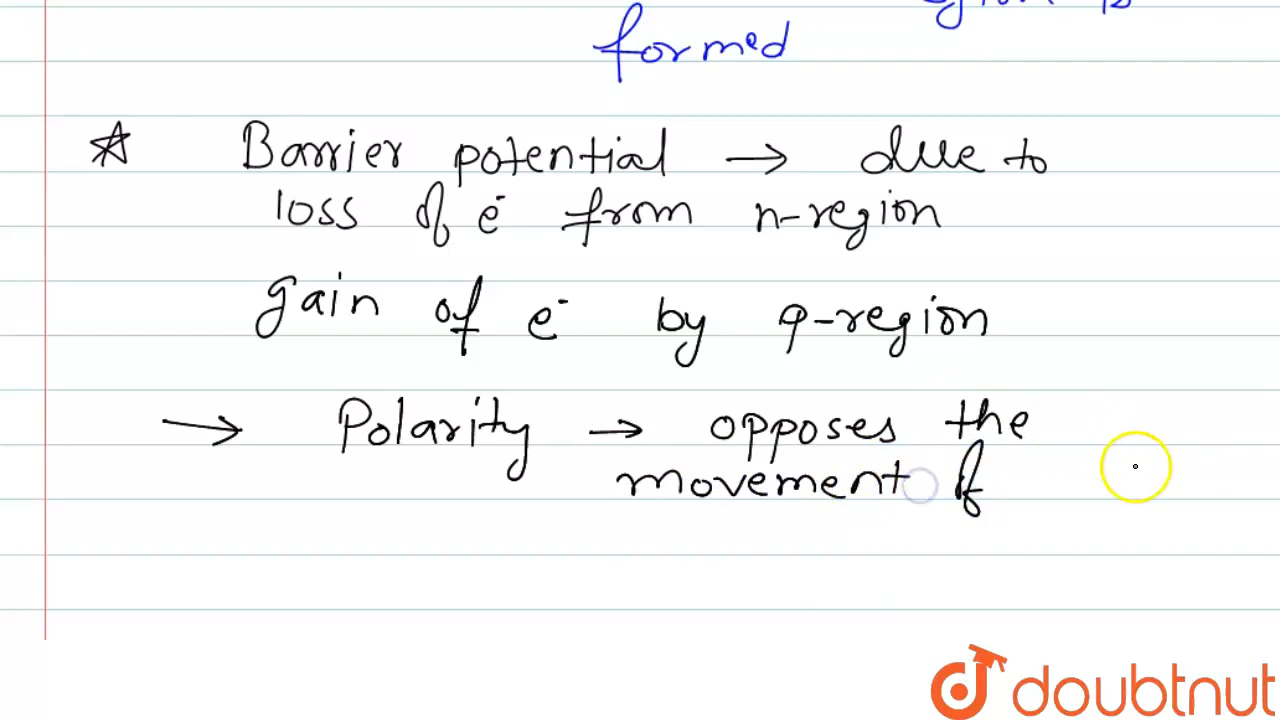 formed
☆ Barrier potential → due to
loss of e⁻ from n-region
gain of e⁻ by p-region
→ Polarity → opposes the
movement of
doubtnut